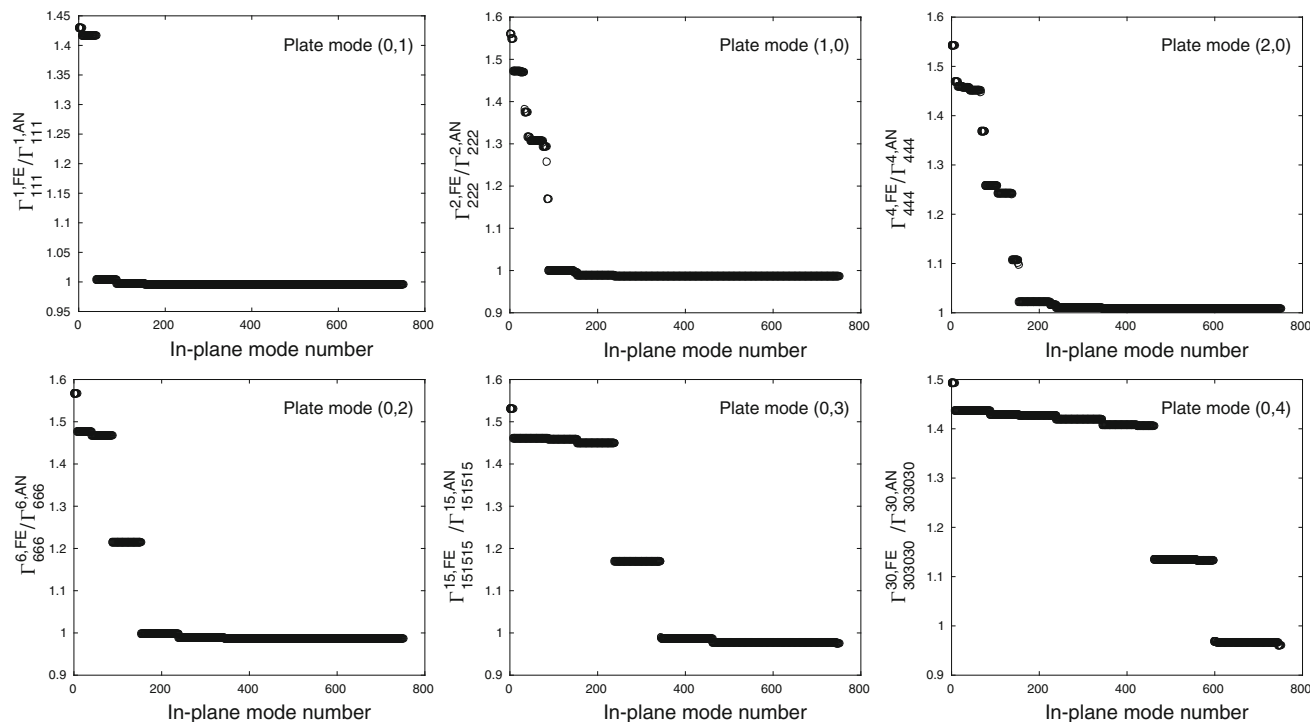 1.45
1.4
1.35
1.3
1.25
1.2
1.15
1.1
1.05
1
0.95
0 200 400 600 800
Plate mode (0,1)
Γ^{1,FE}_{111}/Γ^{1,AN}_{111}
In-plane mode number
1.6
1.5
1.4
1.3
1.2
1.1
1
0.9
0 200 400 600 800
Plate mode (1,0)
Γ^{2,FE}_{222}/Γ^{2,AN}_{222}
In-plane mode number
1.6
1.5
1.4
1.3
1.2
1.1
1
0.9
0 200 400 600 800
Plate mode (2,0)
Γ^{4,FE}_{444}/Γ^{4,AN}_{444}
In-plane mode number
1.6
1.5
1.4
1.3
1.2
1.1
1
0.9
0 200 400 600 800
Plate mode (0,2)
Γ^{6,FE}_{666}/Γ^{6,AN}_{666}
In-plane mode number
1.6
1.5
1.4
1.3
1.2
1.1
1
0.9
0 200 400 600 800
Plate mode (0,3)
Γ^{15,FE}_{151515}/Γ^{15,AN}_{151515}
In-plane mode number
1.5
1.4
1.3
1.2
1.1
1
0.9
0 200 400 600 800
Plate mode (0,4)
Γ^{30,FE}_{303030}/Γ^{30,AN}_{303030}
In-plane mode number